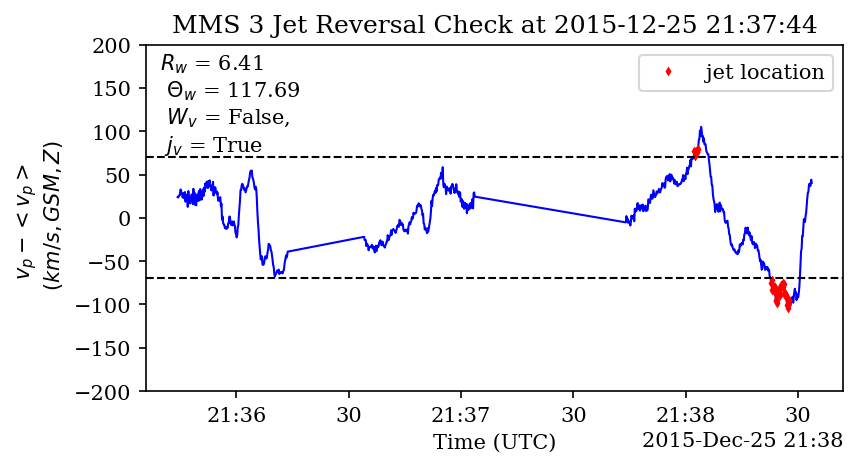 MMS 3 Jet Reversal Check at 2015-12-25 21:37:44
R_w = 6.41
Θ_w = 117.69
W_v = False,
j_v = True
jet location
200
150
100
50
0
−50
−100
−150
−200
v_p − < v_p >
(km/s, GSM, Z)
21:36 30 21:37 30 21:38 30
Time (UTC)
2015-Dec-25 21:38